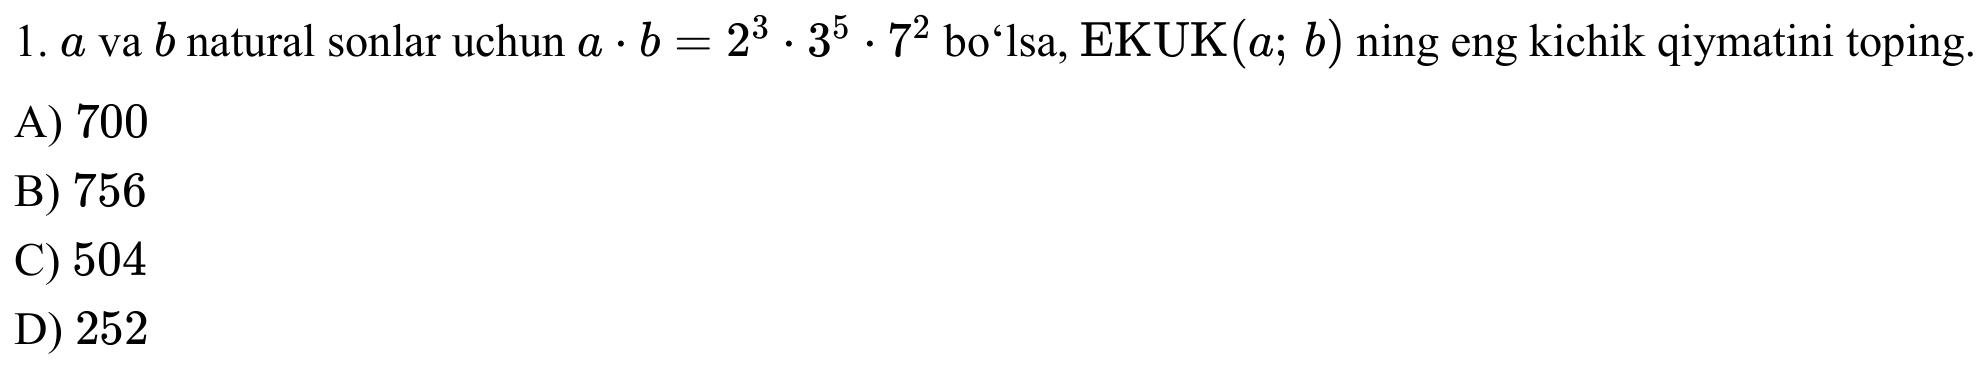 1. a va b natural sonlar uchun a · b = 2³ · 3⁵ · 7² bo‘lsa, EKUK(a; b) ning eng kichik qiymatini toping.
A) 700
B) 756
C) 504
D) 252